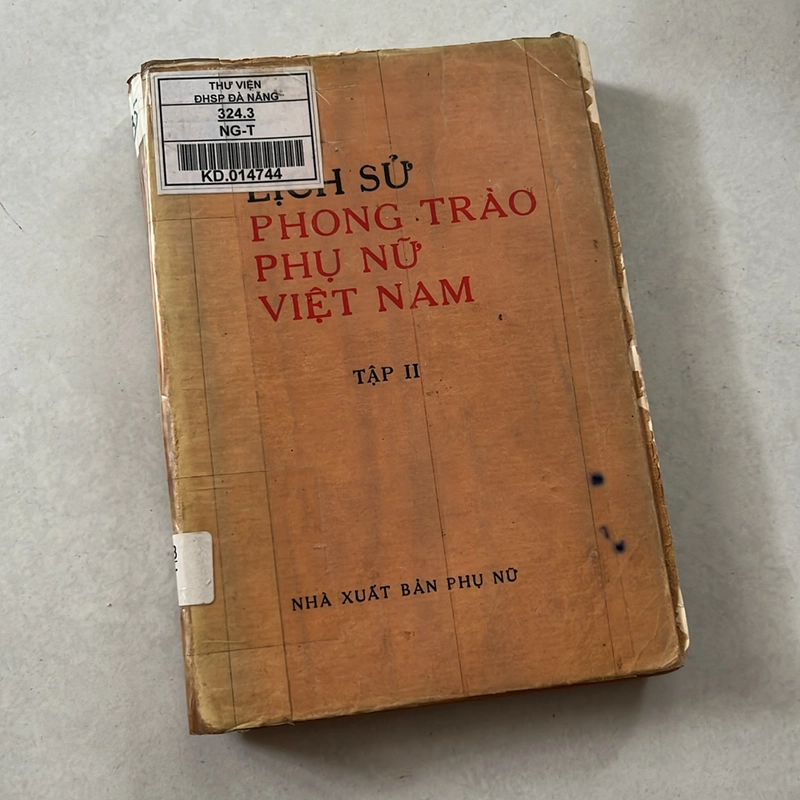 THƯ VIỆN
ĐHSP ĐÀ NẴNG
324.3
NG-T
KD.014744
LỊCH SỬ
PHONG TRÀO
PHỤ NỮ
VIỆT NAM
TẬP II
NHÀ XUẤT BẢN PHỤ NỮ